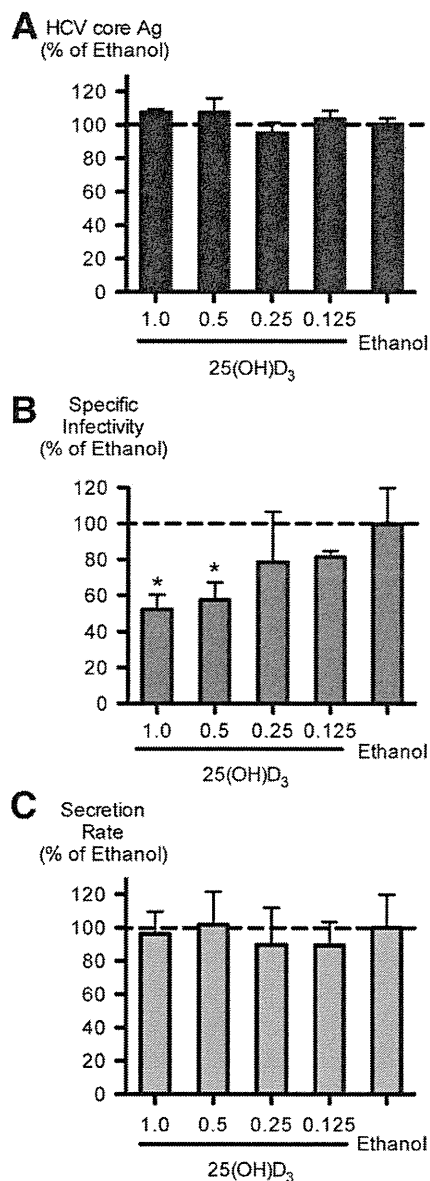 A HCV core Ag
(% of Ethanol)
120
100
80
60
40
20
0
1.0 0.5 0.25 0.125
Ethanol
25(OH)D₃
B Specific
Infectivity
(% of Ethanol)
120
100
80
60
40
20
0
* *
1.0 0.5 0.25 0.125
Ethanol
25(OH)D₃
C Secretion
Rate
(% of Ethanol)
120
100
80
60
40
20
0
1.0 0.5 0.25 0.125
Ethanol
25(OH)D₃